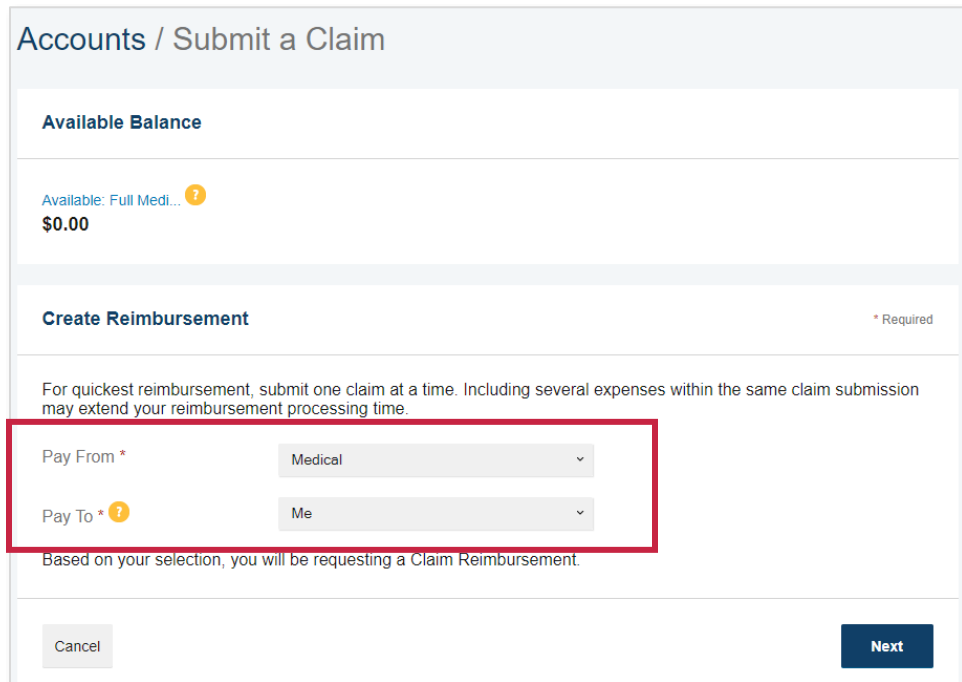 Accounts / Submit a Claim
Available Balance
Available: Full Medi... ?
$0.00
Create Reimbursement * Required
For quickest reimbursement, submit one claim at a time. Including several expenses within the same claim submission
may extend your reimbursement processing time.
Pay From * Medical
Pay To * ? Me
Based on your selection, you will be requesting a Claim Reimbursement.
Cancel Next